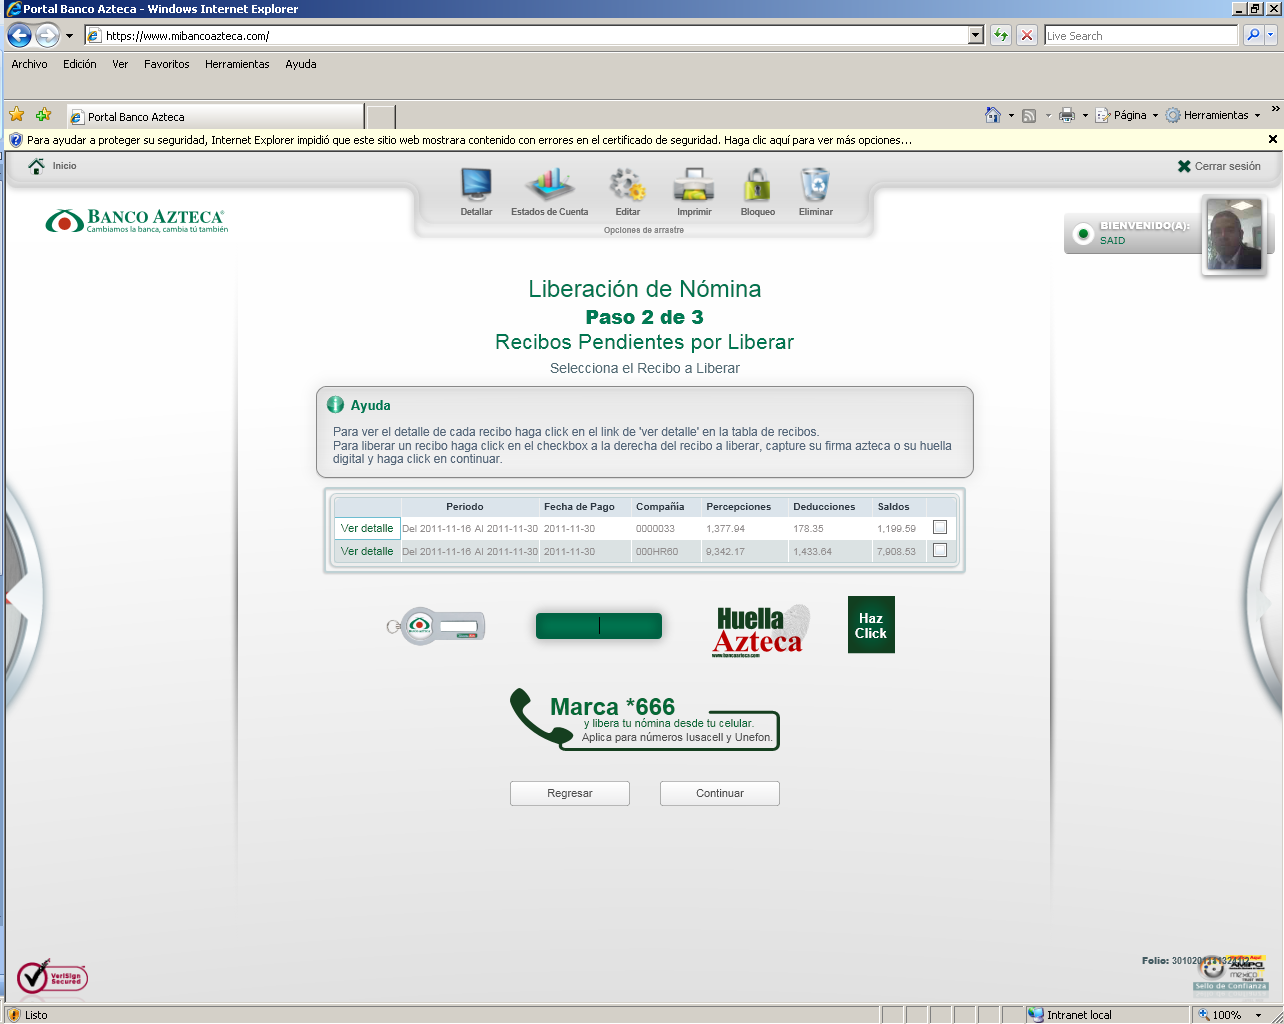 Portal Banco Azteca - Windows Internet Explorer
https://www.mibancoazteca.com/
Live Search
Archivo Edición Ver Favoritos Herramientas Ayuda
Portal Banco Azteca
Página Herramientas
Para ayudar a proteger su seguridad, Internet Explorer impidió que este sitio web mostrara contenido con errores en el certificado de seguridad. Haga clic aquí para ver más opciones...
Inicio
Cerrar sesión
Detallar Estados de Cuenta Editar Imprimir Bloqueo Eliminar
Opciones de arrastre
BANCO AZTECA
Cambiamos la banca, cambia tú también
BIENVENIDO(A):
SAID
Liberación de Nómina
Paso 2 de 3
Recibos Pendientes por Liberar
Selecciona el Recibo a Liberar
Ayuda
Para ver el detalle de cada recibo haga click en el link de 'ver detalle' en la tabla de recibos.
Para liberar un recibo haga click en el checkbox a la derecha del recibo a liberar, capture su firma azteca o su huella
digital y haga click en continuar.
Periodo Fecha de Pago Compañía Percepciones Deducciones Saldos
Ver detalle Del 2011-11-16 Al 2011-11-30 2011-11-30 0000033 1,377.94 178.35 1,199.59
Ver detalle Del 2011-11-16 Al 2011-11-30 2011-11-30 000HR60 9,342.17 1,433.64 7,908.53
Huella
Azteca
www.bancoazteca.com
Haz
Click
Marca *666
y libera tu nómina desde tu celular.
Aplica para números Iusacell y Unefon.
Regresar Continuar
VeriSign
Secured
Folio:
AMIPCI
méxico
Sello de Confianza
Listo
Intranet local
100%